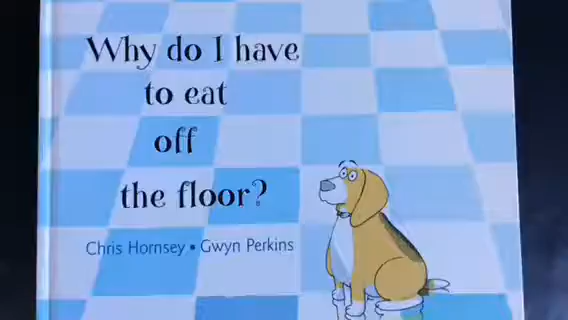 Why do I have
to eat
off
the floor?
Chris Hornsey • Gwyn Perkins